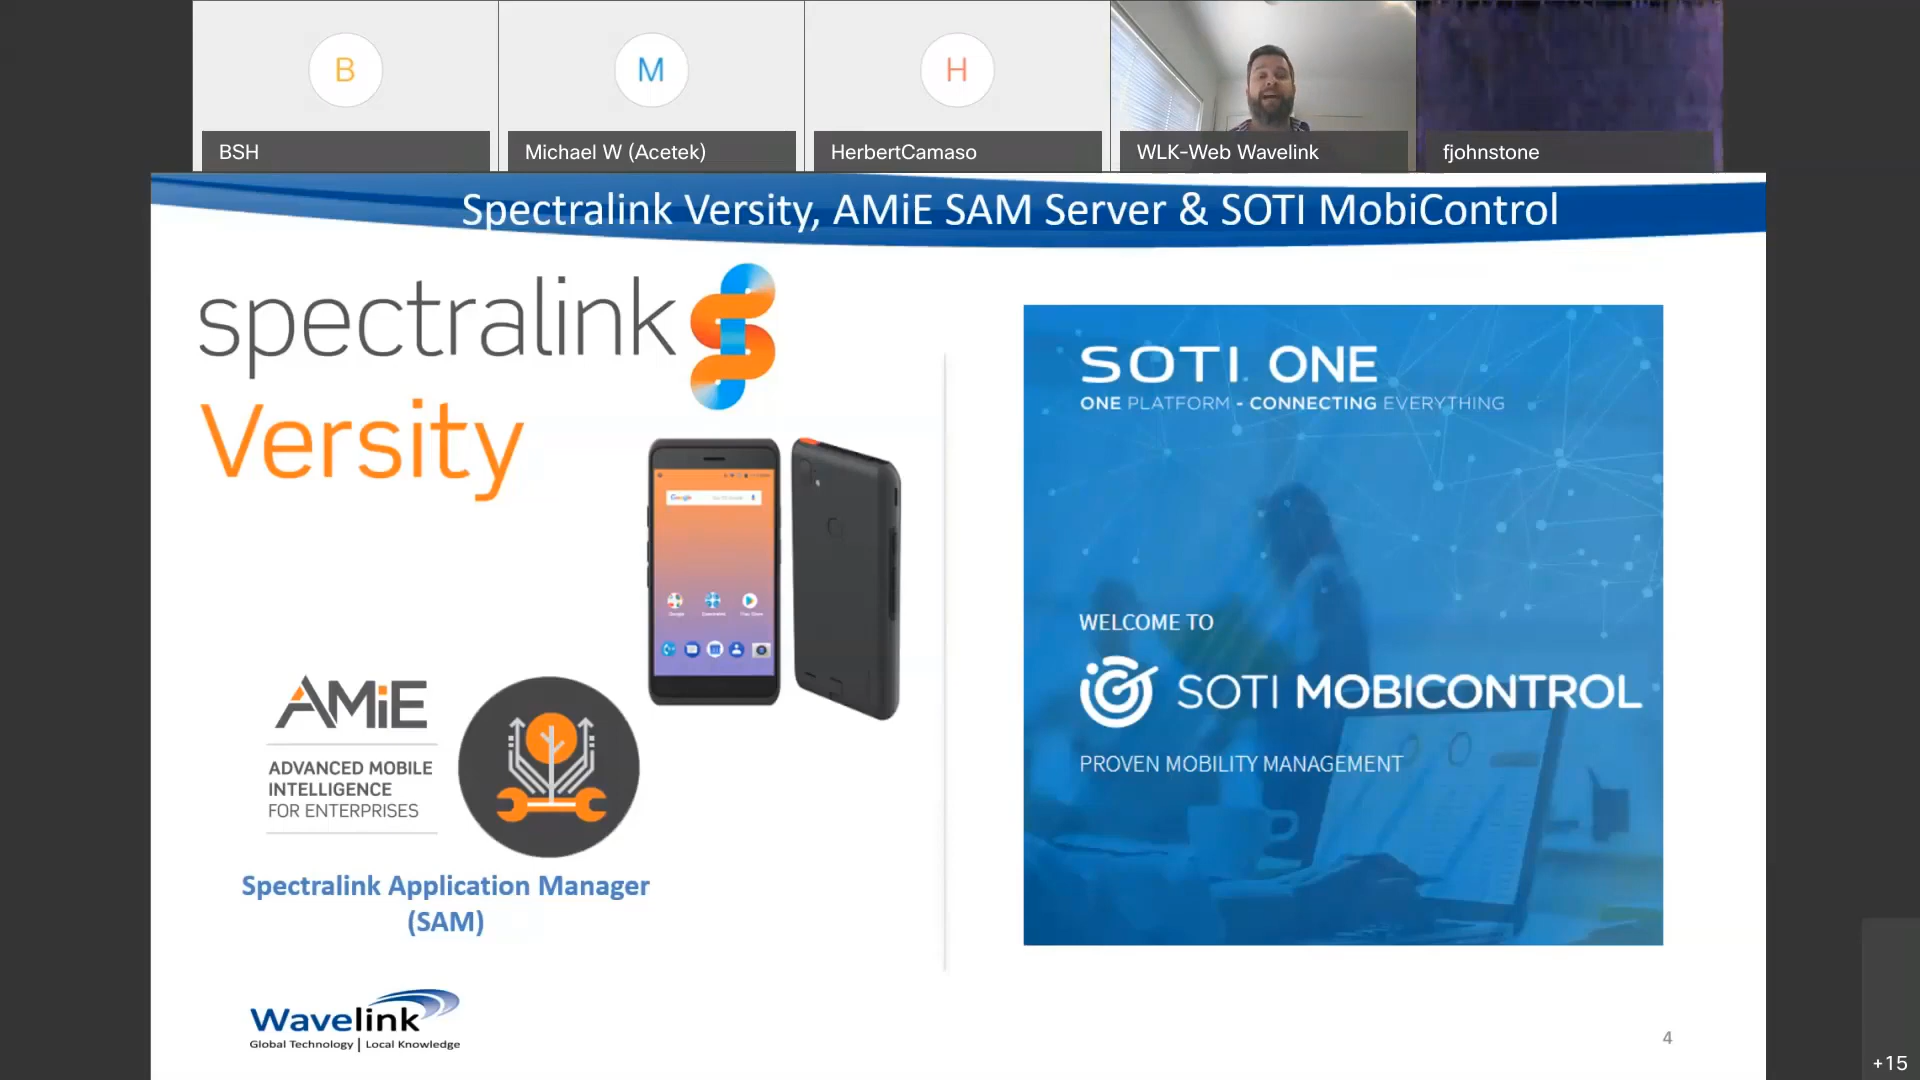 B
M
H
BSH
Michael W (Acetek)
HerbertCamaso
WLK-Web Wavelink
fjohnstone
Spectralink Versity, AMiE SAM Server & SOTI MobiControl
spectralink
Versity
Google
AMiE
ADVANCED MOBILE
INTELLIGENCE
FOR ENTERPRISES
Spectralink Application Manager
(SAM)
Wavelink
Global Technology | Local Knowledge
SOTI ONE
ONE PLATFORM - CONNECTING EVERYTHING
WELCOME TO
SOTI MOBICONTROL
PROVEN MOBILITY MANAGEMENT
4
+15